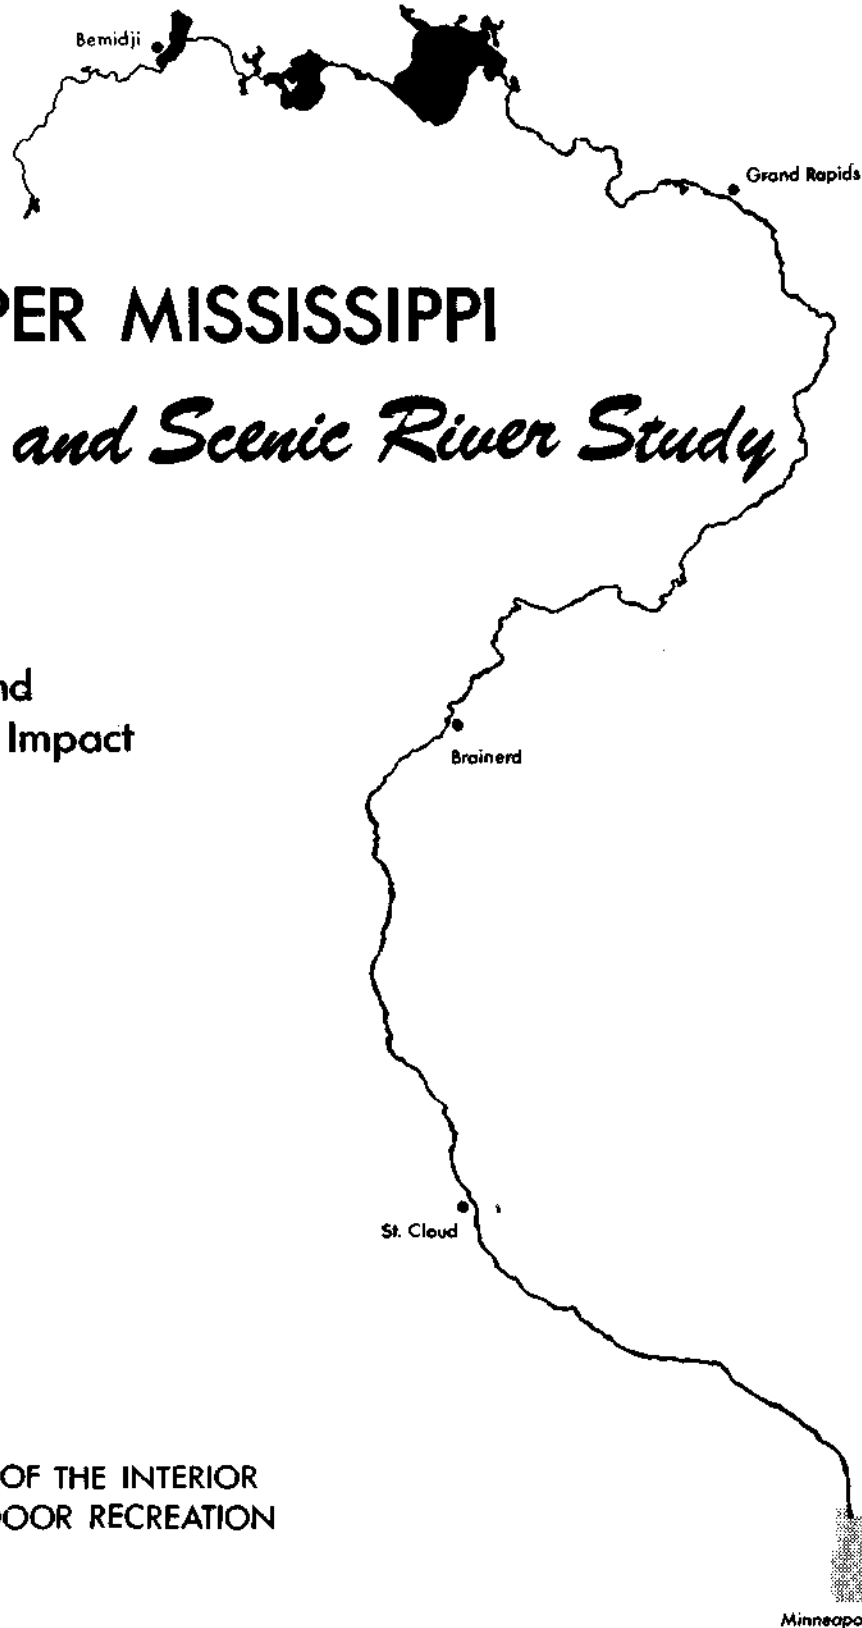 Bemidji
Grand Rapids
PER MISSISSIPPI
and Scenic River Study
nd
Impact
Brainerd
St. Cloud
OF THE INTERIOR
DOOR RECREATION
Minneapo